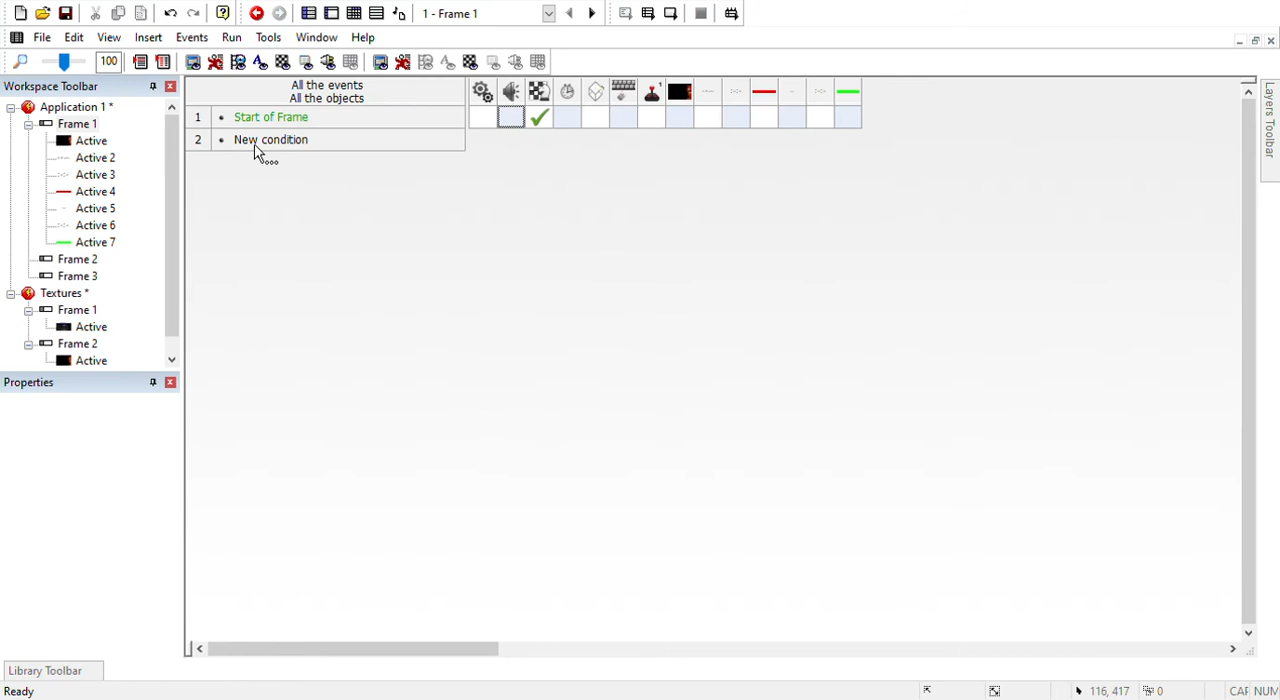 1 - Frame 1
File Edit View Insert Events Run Tools Window Help
100
Workspace Toolbar
Application 1 *
Frame 1
Active
Active 2
Active 3
Active 4
Active 5
Active 6
Active 7
Frame 2
Frame 3
Textures *
Frame 1
Active
Frame 2
Active
Properties
All the events
All the objects
1 • Start of Frame
2 • New condition
Layers Toolbar
Library Toolbar
Ready
116, 417
0
CAP NUM